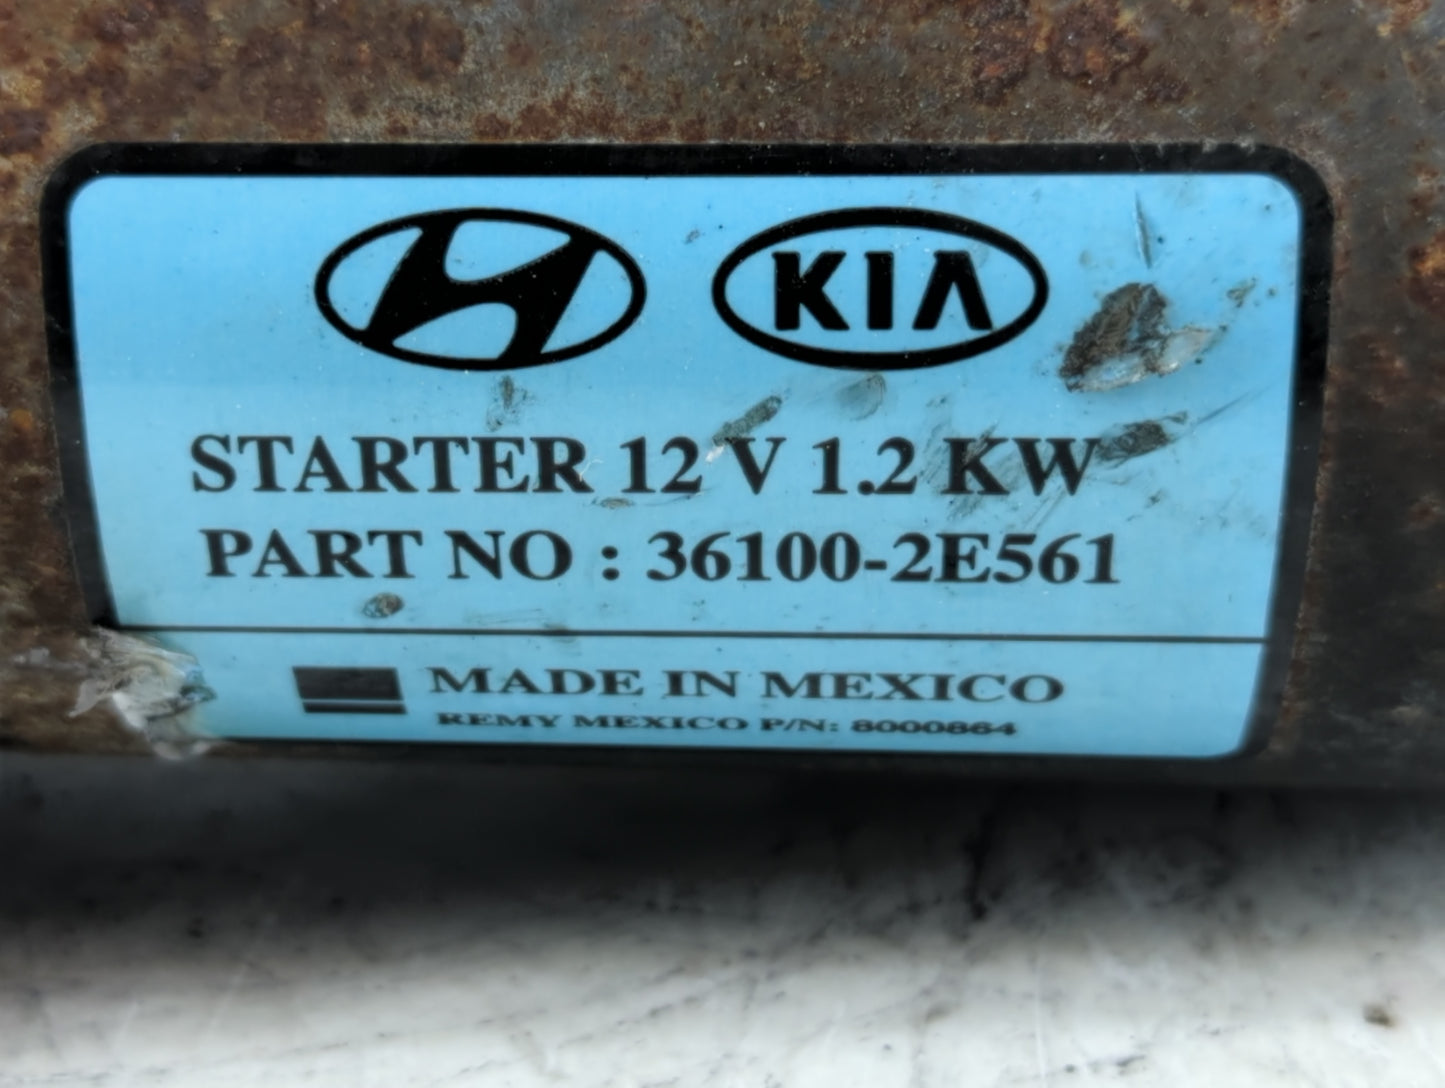 KIA
STARTER 12 V 1.2 KW
PART NO : 36100-2E561
MADE IN MEXICO
REMY MEXICO P/N: 8000864